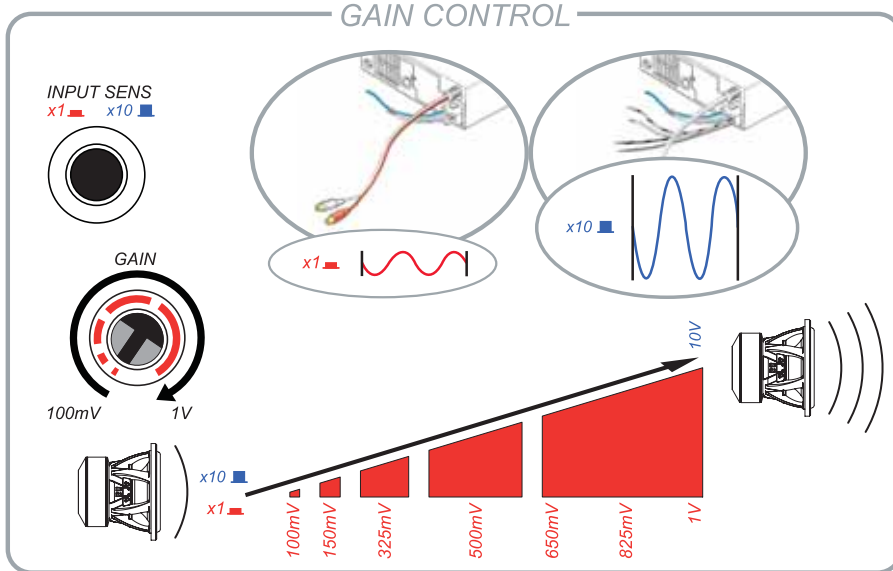 GAIN CONTROL
INPUT SENS
x1 x10
x1
x10
GAIN
100mV 1V
10V
x10
x1
100mV
150mV
325mV
500mV
650mV
825mV
1V